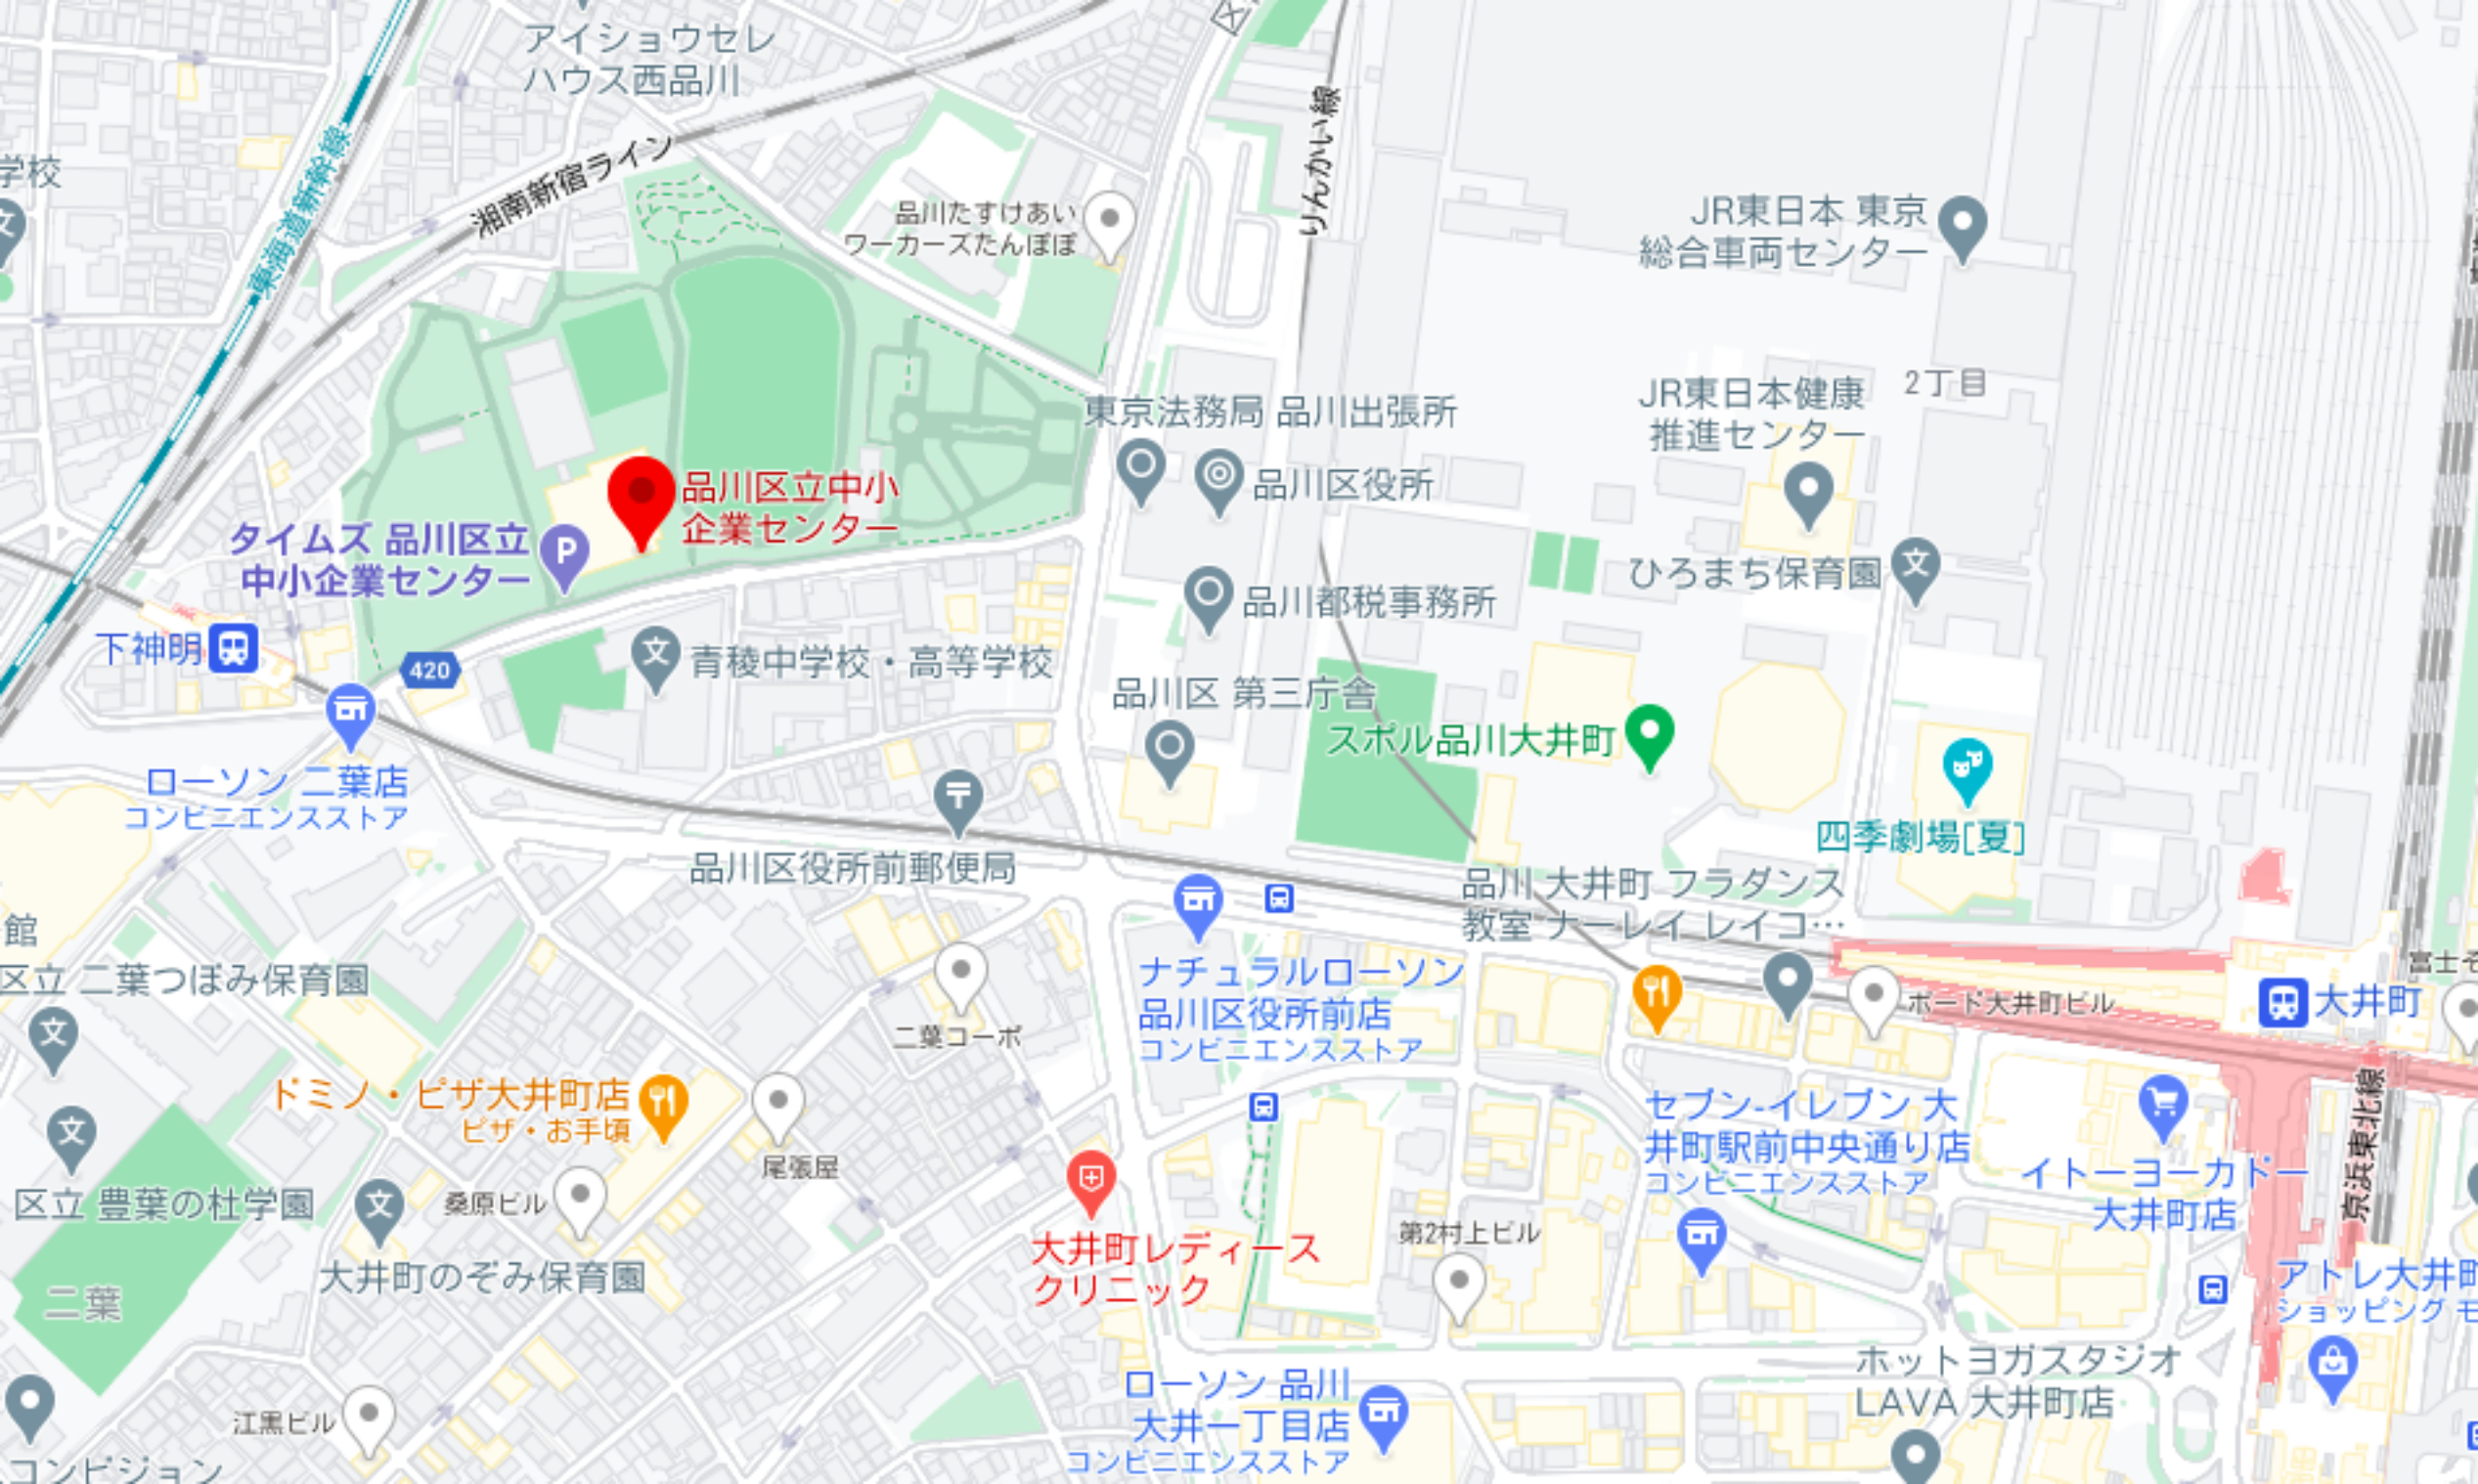 アイショウセレ
ハウス西品川
学校
東海道新幹線
湘南新宿ライン
りんかい線
品川たすけあい
ワーカーズたんぽぽ
JR東日本 東京
総合車両センター
東京法務局 品川出張所
JR東日本健康
推進センター
2丁目
品川区立中小
企業センター
品川区役所
タイムズ 品川区立
中小企業センター
P
ひろまち保育園
文
品川都税事務所
下神明
420
文
青稜中学校・高等学校
品川区 第三庁舎
スポル品川大井町
ローソン 二葉店
コンビニエンスストア
四季劇場[夏]
品川区役所前郵便局
品川 大井町 フラダンス
教室 ナーレイ レイコ…
館
区立 二葉つぼみ保育園
文
ナチュラルローソン
品川区役所前店
コンビニエンスストア
ボード大井町ビル
大井町
富士そ
二葉コーポ
ドミノ・ピザ大井町店
ピザ・お手頃
尾張屋
セブン-イレブン 大
井町駅前中央通り店
コンビニエンスストア
イトーヨーカドー
大井町店
京浜東北線
文
区立 豊葉の杜学園
桑原ビル
文
大井町のぞみ保育園
二葉
大井町レディース
クリニック
第2村上ビル
アトレ大井町
ショッピング モ
ホットヨガスタジオ
LAVA 大井町店
ローソン 品川
大井一丁目店
コンビニエンスストア
江黒ビル
コンビジョン